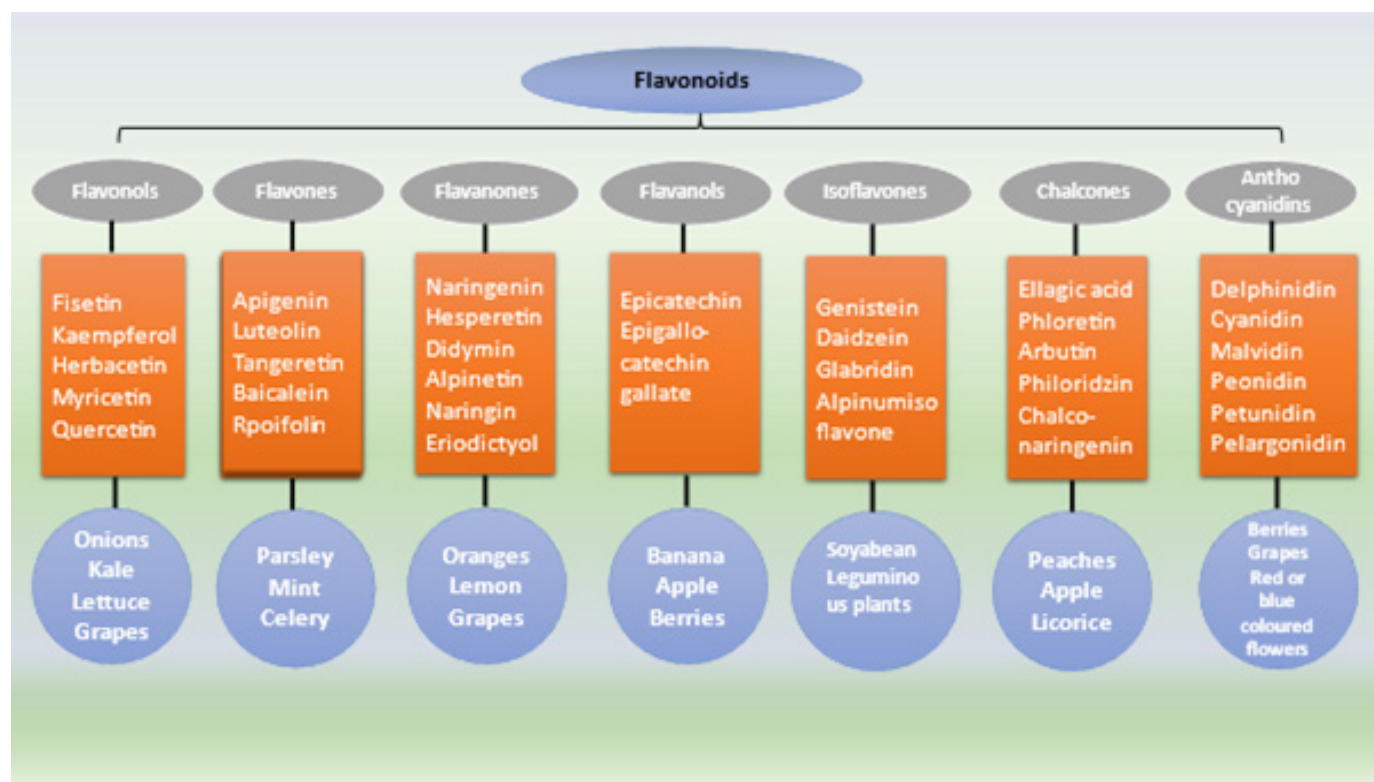 Flavonoids
Flavonols
Flavones
Flavanones
Flavanols
Isoflavones
Chalcones
Antho
cyanidins
Fisetin
Kaempferol
Herbacetin
Myricetin
Quercetin
Apigenin
Luteolin
Tangeretin
Baicalein
Rpoifolin
Naringenin
Hesperetin
Didymin
Alpinetin
Naringin
Eriodictyol
Epicatechin
Epigallo-
catechin
gallate
Genistein
Daidzein
Glabridin
Alpinumiso
flavone
Ellagic acid
Phloretin
Arbutin
Philoridzin
Chalco-
naringenin
Delphinidin
Cyanidin
Malvidin
Peonidin
Petunidin
Pelargonidin
Onions
Kale
Lettuce
Grapes
Parsley
Mint
Celery
Oranges
Lemon
Grapes
Banana
Apple
Berries
Soyabean
Legumino
us plants
Peaches
Apple
Licorice
Berries
Grapes
Red or
blue
coloured
flowers